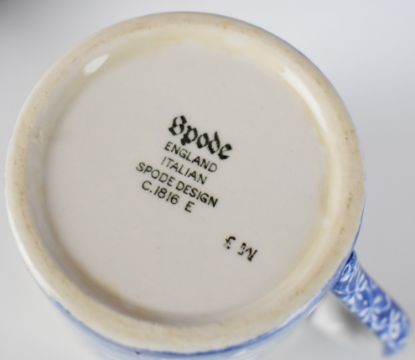 Spode
ENGLAND
ITALIAN
SPODE DESIGN
C.1816 E